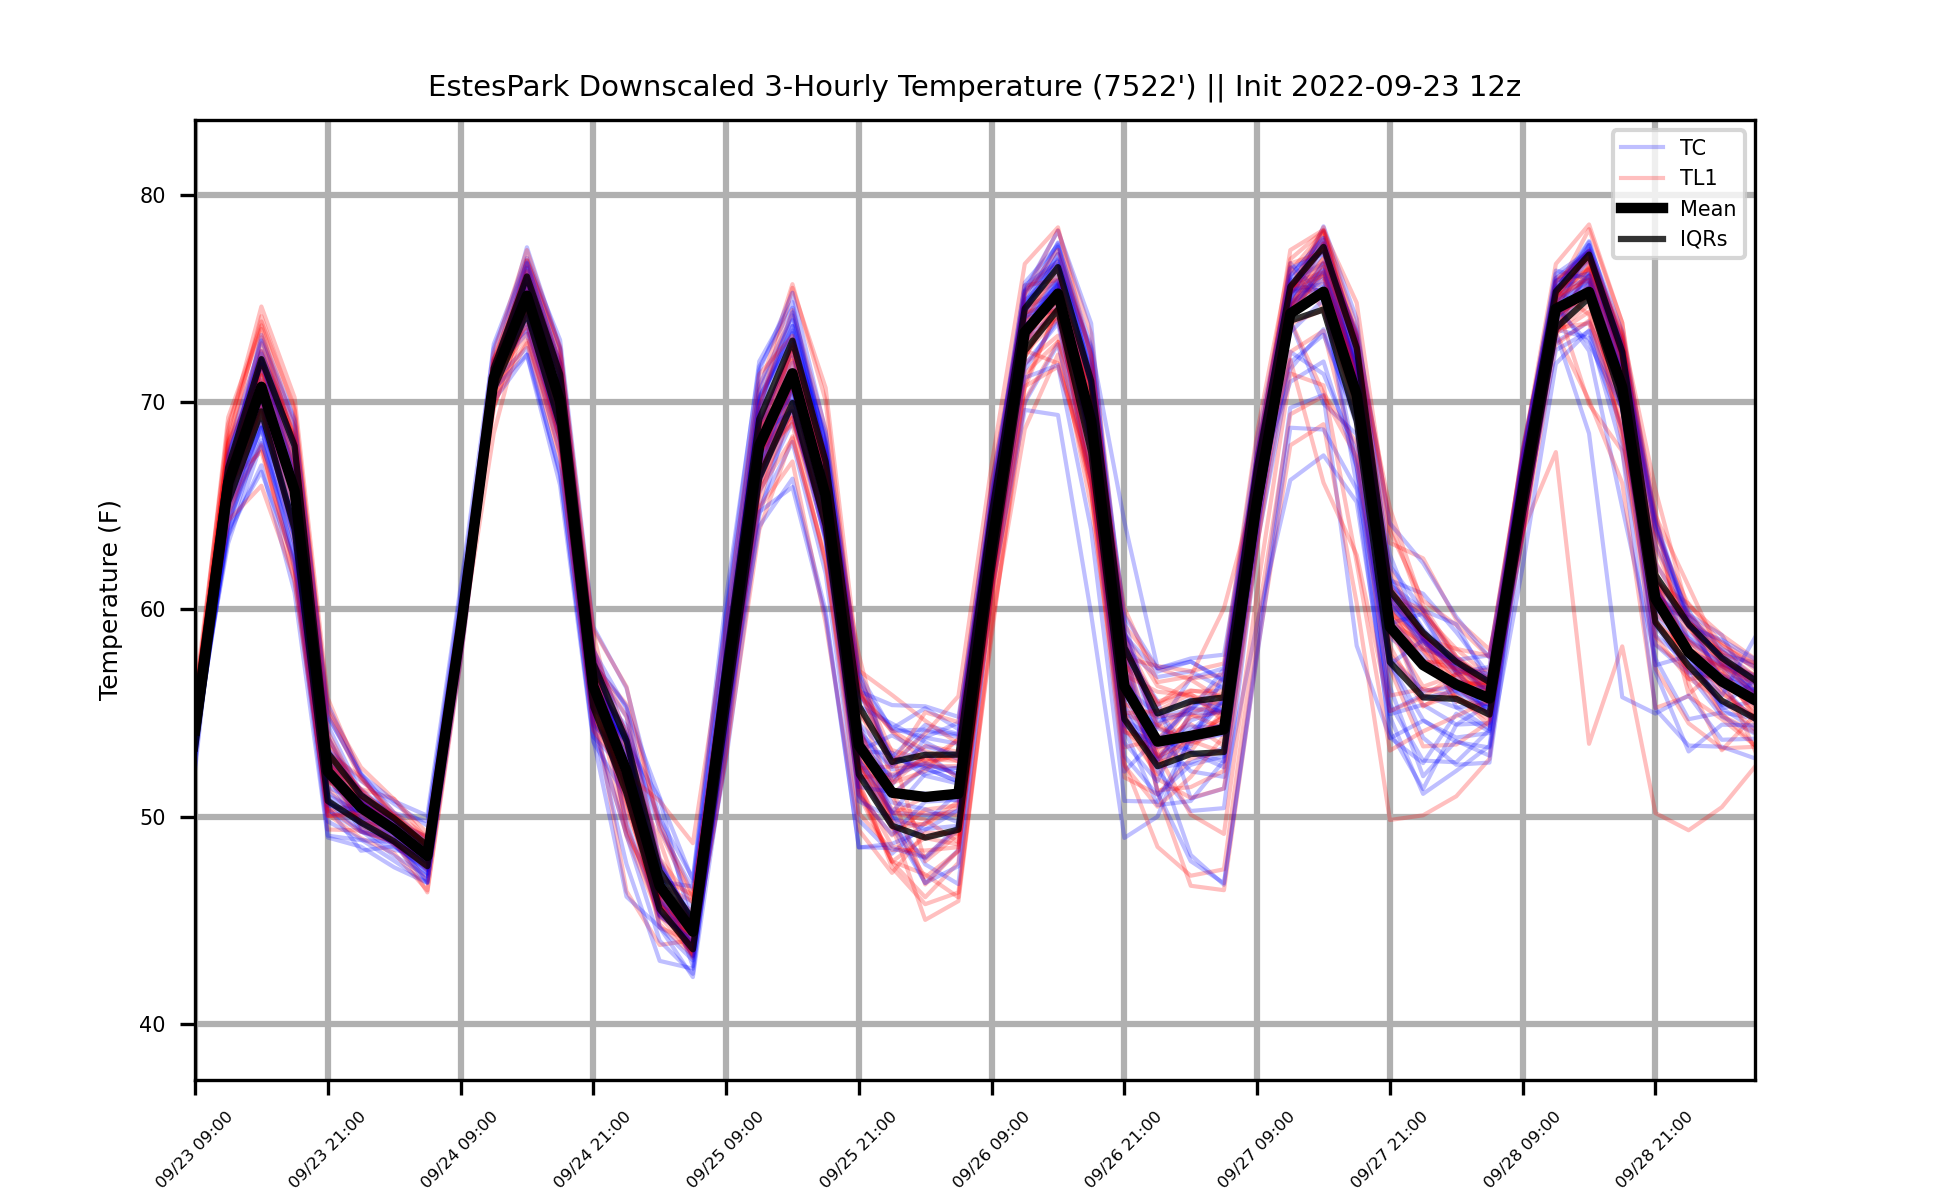 EstesPark Downscaled 3-Hourly Temperature (7522') || Init 2022-09-23 12z
TC
TL1
Mean
IQRs
Temperature (F)
80
70
60
50
40
09/23 09:00
09/23 21:00
09/24 09:00
09/24 21:00
09/25 09:00
09/25 21:00
09/26 09:00
09/26 21:00
09/27 09:00
09/27 21:00
09/28 09:00
09/28 21:00